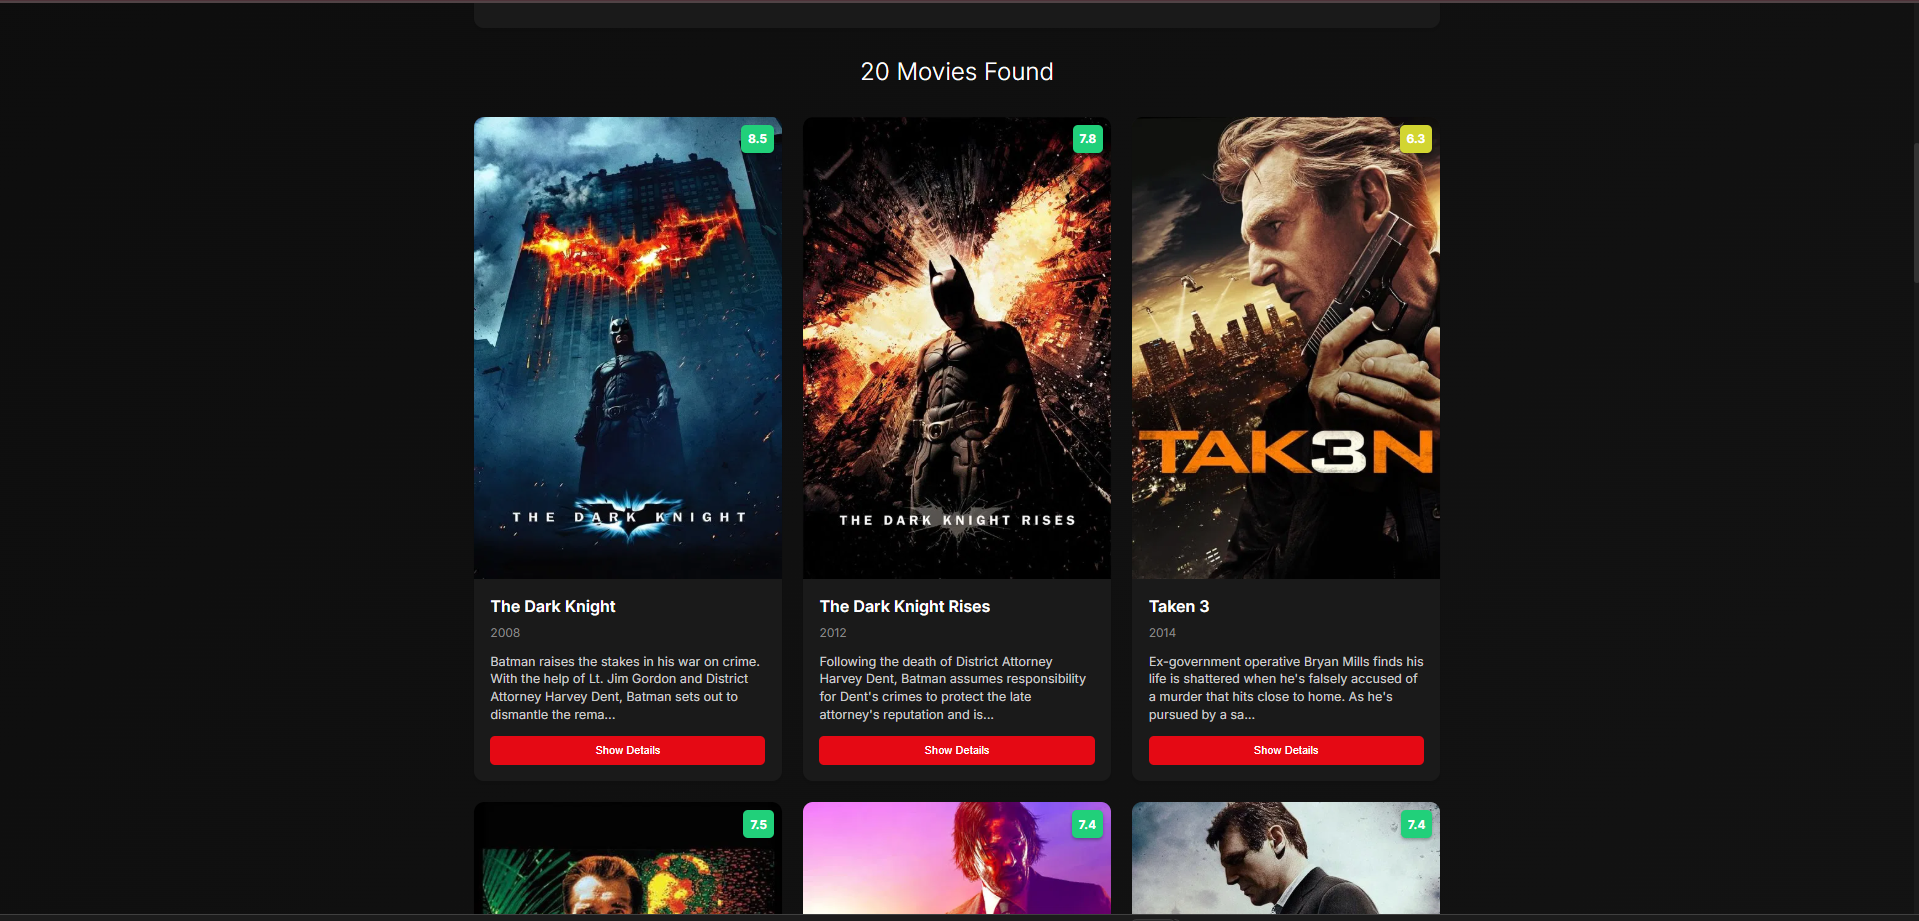 20 Movies Found
8.5
7.8
6.3
THE DARK KNIGHT
THE DARK KNIGHT RISES
TAK3N
The Dark Knight
2008
Batman raises the stakes in his war on crime.
With the help of Lt. Jim Gordon and District
Attorney Harvey Dent, Batman sets out to
dismantle the rema...
Show Details
The Dark Knight Rises
2012
Following the death of District Attorney
Harvey Dent, Batman assumes responsibility
for Dent's crimes to protect the late
attorney's reputation and is...
Show Details
Taken 3
2014
Ex-government operative Bryan Mills finds his
life is shattered when he's falsely accused of
a murder that hits close to home. As he's
pursued by a sa...
Show Details
7.5
7.4
7.4